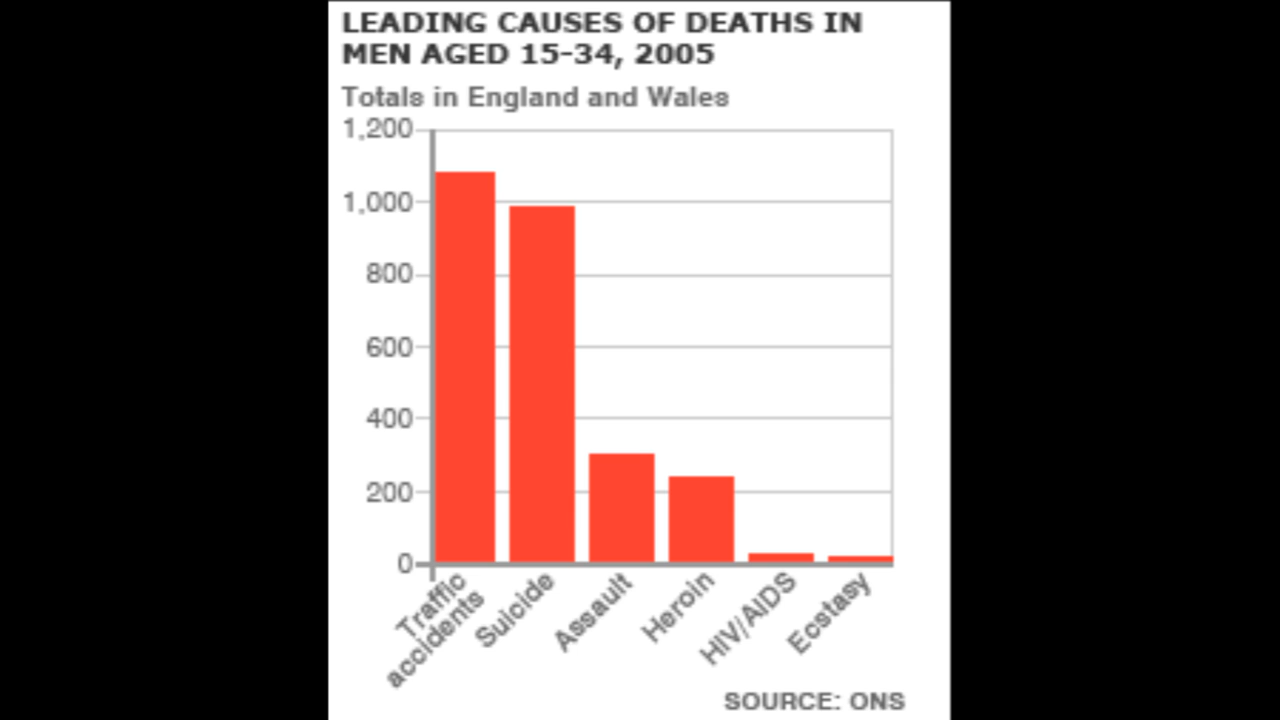 LEADING CAUSES OF DEATHS IN
MEN AGED 15-34, 2005
Totals in England and Wales
1,200
1,000
800
600
400
200
0
Traffic
accidents
Suicide
Assault
Heroin
HIV/AIDS
Ecstasy
SOURCE: ONS